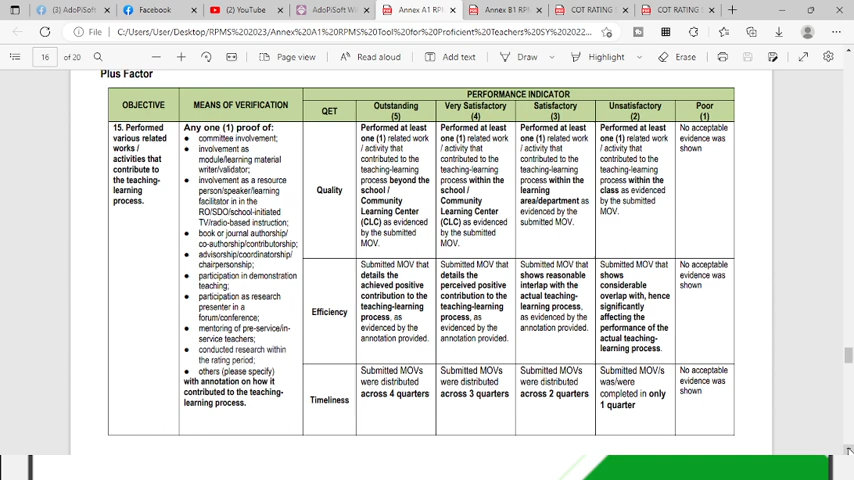 (3) AdoPiSoft
Facebook
(2) YouTube
AdoPiSoft W
Annex A1 RPM
Annex B1 RPM
COT RATING
COT RATING
File
C:/Users/User/Desktop/RPMS%202023/Annex%20A1%20RPMS%20Tool%20for%20Proficient%20Teachers%20SY%202022...
16 of 20
Page view
Read aloud
Add text
Draw
Highlight
Erase
Plus Factor
OBJECTIVE
MEANS OF VERIFICATION
PERFORMANCE INDICATOR
QET
Outstanding
(5)
Very Satisfactory
(4)
Satisfactory
(3)
Unsatisfactory
(2)
Poor
(1)
15. Performed
various related
works /
activities that
contribute to
the teaching-
learning
process.
Any one (1) proof of:
● committee involvement;
● involvement as
module/learning material
writer/validator;
● involvement as a resource
person/speaker/learning
facilitator in in the
RO/SDO/school-initiated
TV/radio-based instruction;
● book or journal authorship/
co-authorship/contributorship;
● advisorship/coordinatorship/
chairpersonship;
● participation in demonstration
teaching;
● participation as research
presenter in a
forum/conference;
● mentoring of pre-service/in-
service teachers;
● conducted research within
the rating period;
● others (please specify)
with annotation on how it
contributed to the teaching-
learning process.
Quality
Performed at least
one (1) related work
/ activity that
contributed to the
teaching-learning
process beyond the
school /
Community
Learning Center
(CLC) as evidenced
by the submitted
MOV.
Performed at least
one (1) related work
/ activity that
contributed to the
teaching-learning
process within the
school /
Community
Learning Center
(CLC) as evidenced
by the submitted
MOV.
Performed at least
one (1) related work
/ activity that
contributed to the
teaching-learning
process within the
learning
area/department as
evidenced by the
submitted MOV.
Performed at least
one (1) related work
/ activity that
contributed to the
teaching-learning
process within the
class as evidenced
by the submitted
MOV.
No acceptable
evidence was
shown
Efficiency
Submitted MOV that
details the
achieved positive
contribution to the
teaching-learning
process, as
evidenced by the
annotation provided.
Submitted MOV that
details the
perceived positive
contribution to the
teaching-learning
process, as
evidenced by the
annotation provided.
Submitted MOV that
shows reasonable
interlap with the
actual teaching-
learning process,
as evidenced by the
annotation provided.
Submitted MOV that
shows
considerable
overlap with, hence
significantly
affecting the
performance of the
actual teaching-
learning process.
No acceptable
evidence was
shown
Timeliness
Submitted MOVs
were distributed
across 4 quarters
Submitted MOVs
were distributed
across 3 quarters
Submitted MOVs
were distributed
across 2 quarters
Submitted MOV/s
was/were
completed in only
1 quarter
No acceptable
evidence was
shown